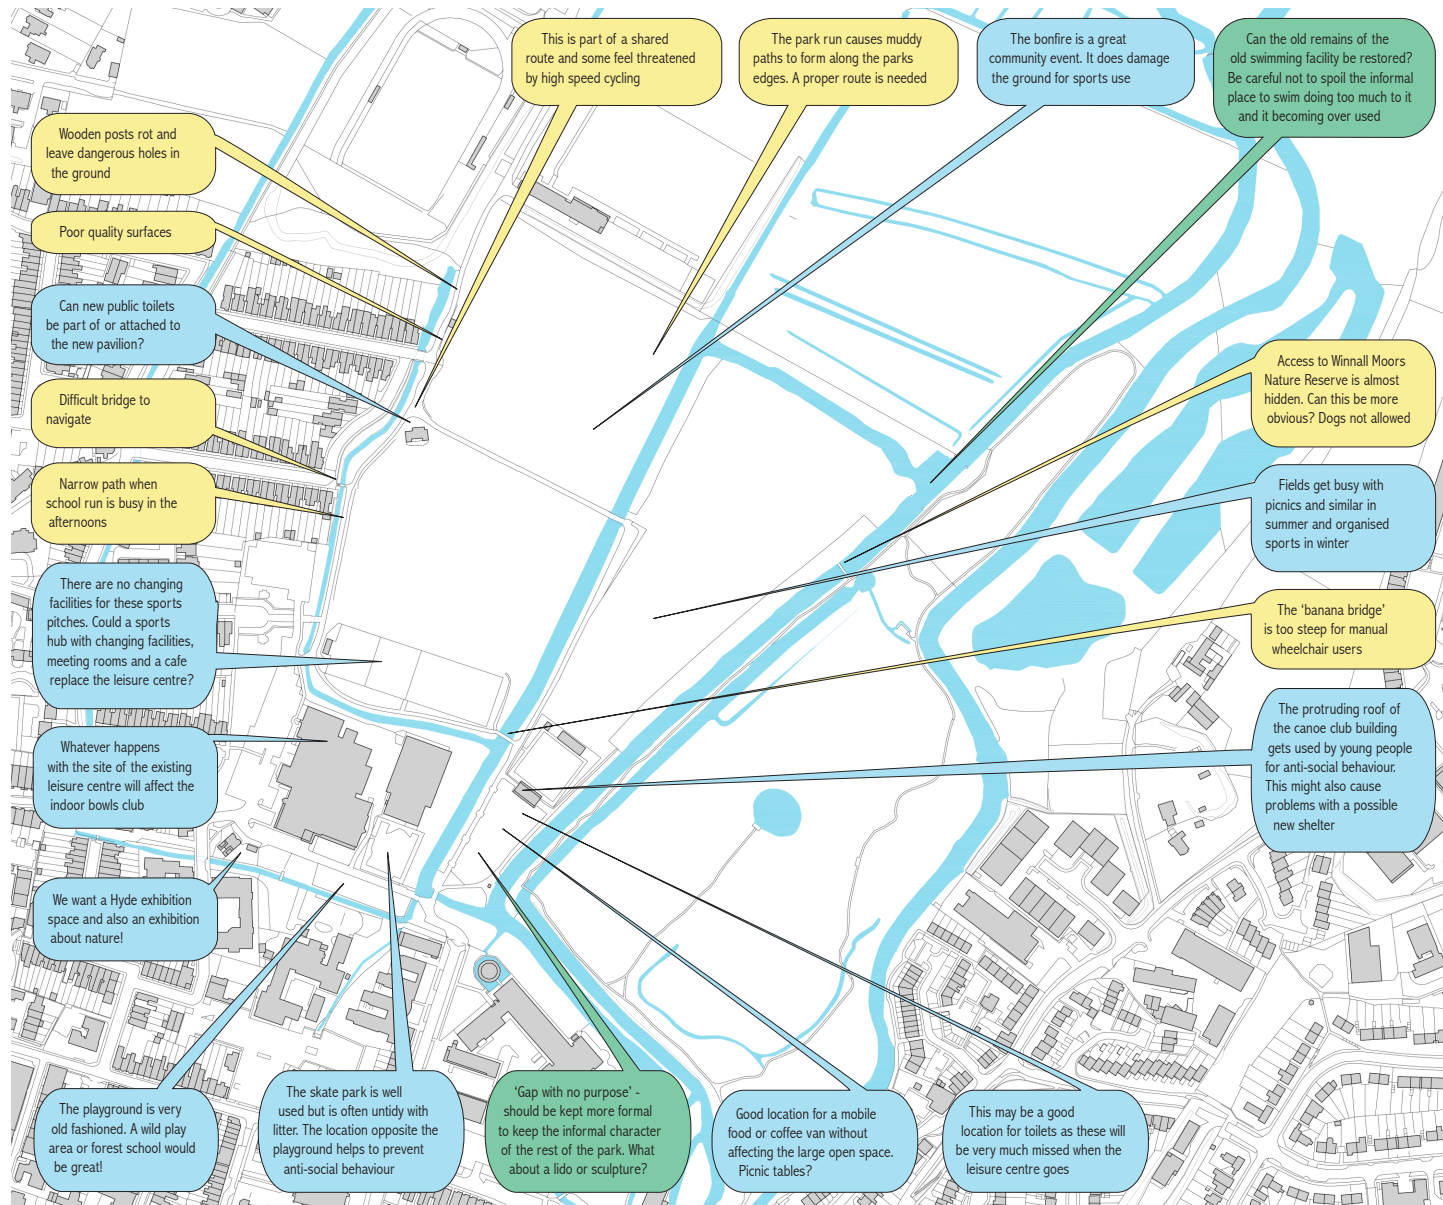 This is part of a shared
route and some feel threatened
by high speed cycling
The park run causes muddy
paths to form along the parks
edges. A proper route is needed
The bonfire is a great
community event. It does damage
the ground for sports use
Can the old remains of the
old swimming facility be restored?
Be careful not to spoil the informal
place to swim doing too much to it
and it becoming over used
Wooden posts rot and
leave dangerous holes in
the ground
Poor quality surfaces
Can new public toilets
be part of or attached to
the new pavilion?
Difficult bridge to
navigate
Narrow path when
school run is busy in the
afternoons
There are no changing
facilities for these sports
pitches. Could a sports
hub with changing facilities,
meeting rooms and a cafe
replace the leisure centre?
Whatever happens
with the site of the existing
leisure centre will affect the
indoor bowls club
We want a Hyde exhibition
space and also an exhibition
about nature!
Access to Winnall Moors
Nature Reserve is almost
hidden. Can this be more
obvious? Dogs not allowed
Fields get busy with
picnics and similar in
summer and organised
sports in winter
The ‘banana bridge’
is too steep for manual
wheelchair users
The protruding roof of
the canoe club building
gets used by young people
for anti-social behaviour.
This might also cause
problems with a possible
new shelter
The playground is very
old fashioned. A wild play
area or forest school would
be great!
The skate park is well
used but is often untidy with
litter. The location opposite the
playground helps to prevent
anti-social behaviour
‘Gap with no purpose’ -
should be kept more formal
to keep the informal character
of the rest of the park. What
about a lido or sculpture?
Good location for a mobile
food or coffee van without
affecting the large open space.
Picnic tables?
This may be a good
location for toilets as these will
be very much missed when the
leisure centre goes